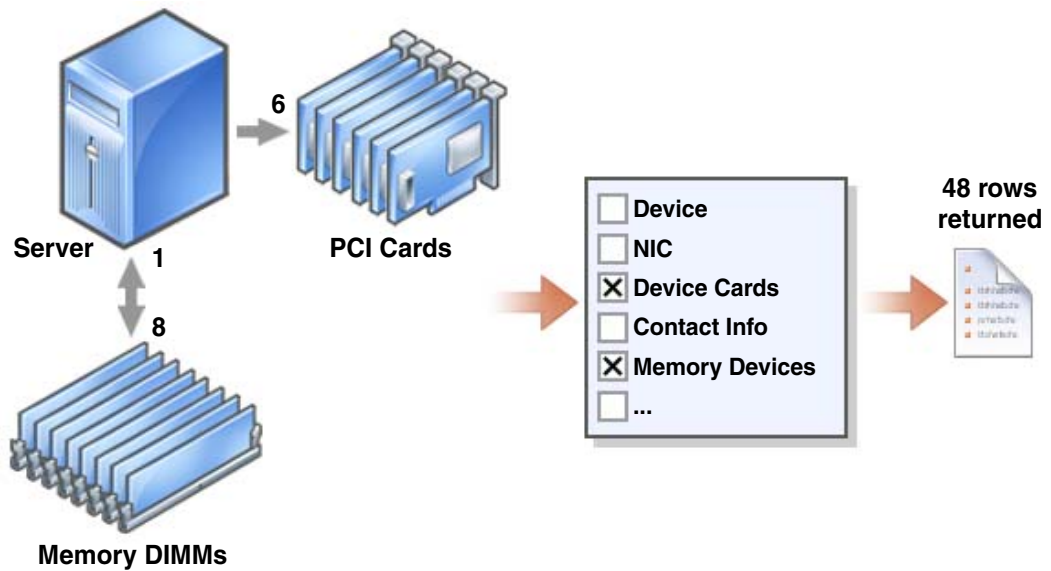 6
Server
1
PCI Cards
8
Memory DIMMs
Device
NIC
Device Cards
Contact Info
Memory Devices
...
48 rows
returned